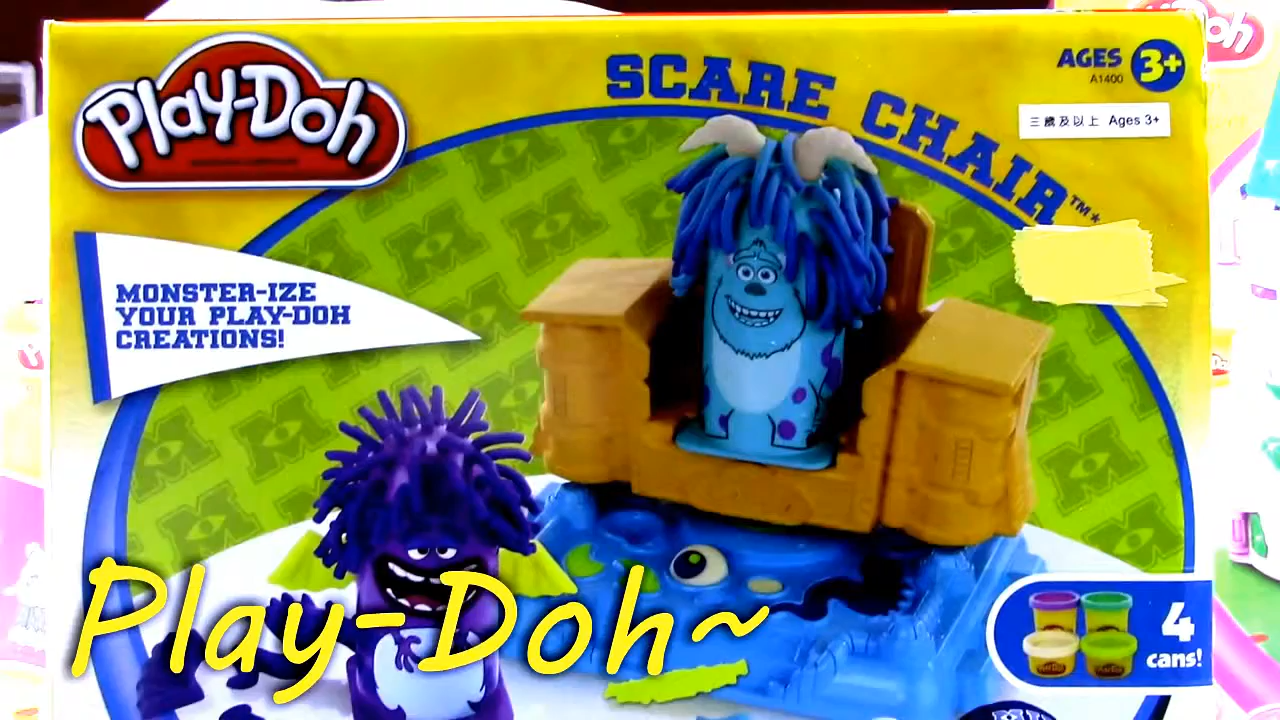 Play-Doh
SCARE CHAIR™*
AGES 3+
A1400
三歲及以上 Ages 3+
MONSTER-IZE
YOUR PLAY-DOH
CREATIONS!
Play-Doh~
4
cans!